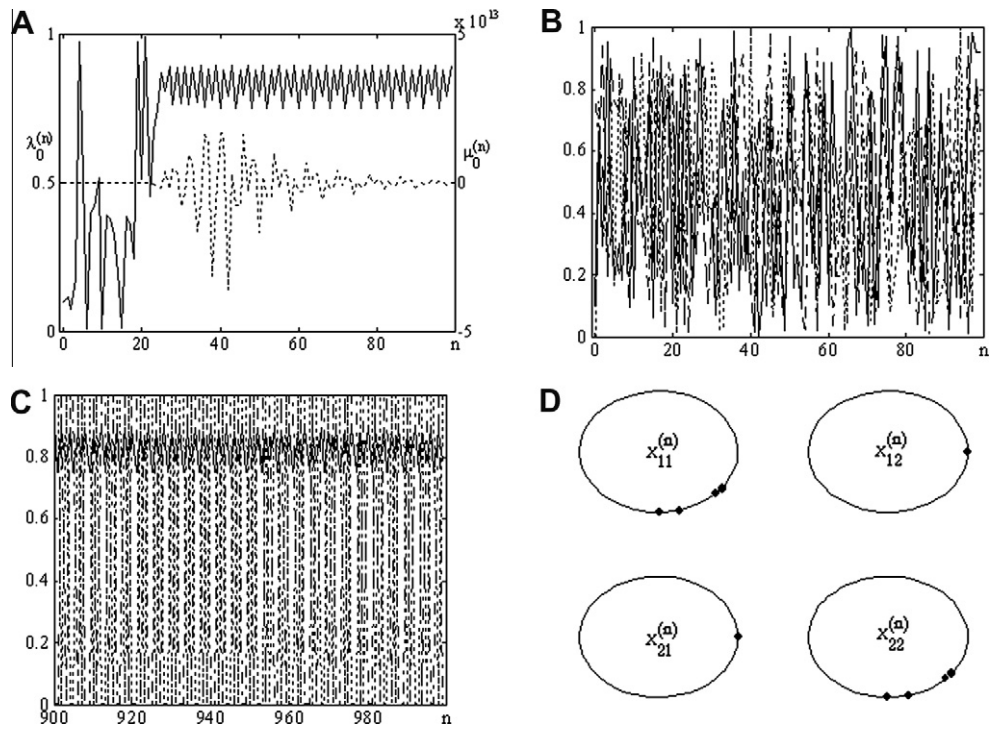 A
x 10^13
1
5
λ_0^(n)
μ_0^(n)
0.5
0
0
-5
0 20 40 60 80 n
B
1
0.8
0.6
0.4
0.2
0
0 20 40 60 80 n
C
1
0.8
0.6
0.4
0.2
0
900 920 940 960 980 n
D
x_11^(n)
x_12^(n)
x_21^(n)
x_22^(n)